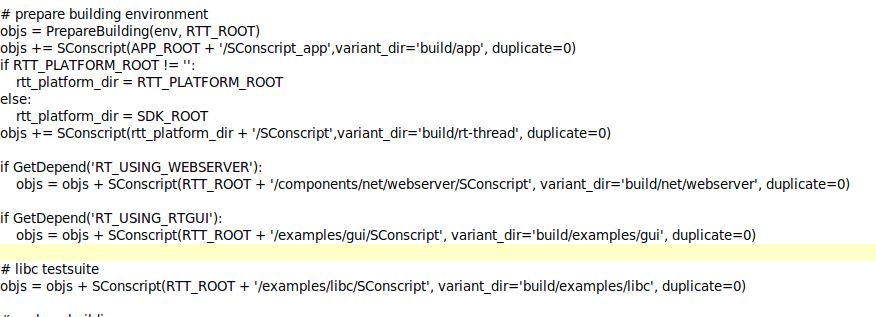 # prepare building environment
objs = PrepareBuilding(env, RTT_ROOT)
objs += SConscript(APP_ROOT + '/SConscript_app',variant_dir='build/app', duplicate=0)
if RTT_PLATFORM_ROOT != '':
    rtt_platform_dir = RTT_PLATFORM_ROOT
else:
    rtt_platform_dir = SDK_ROOT
objs += SConscript(rtt_platform_dir + '/SConscript',variant_dir='build/rt-thread', duplicate=0)
if GetDepend('RT_USING_WEBSERVER'):
    objs = objs + SConscript(RTT_ROOT + '/components/net/webserver/SConscript', variant_dir='build/net/webserver', duplicate=0)
if GetDepend('RT_USING_RTGUI'):
    objs = objs + SConscript(RTT_ROOT + '/examples/gui/SConscript', variant_dir='build/examples/gui', duplicate=0)
# libc testsuite
objs = objs + SConscript(RTT_ROOT + '/examples/libc/SConscript', variant_dir='build/examples/libc', duplicate=0)